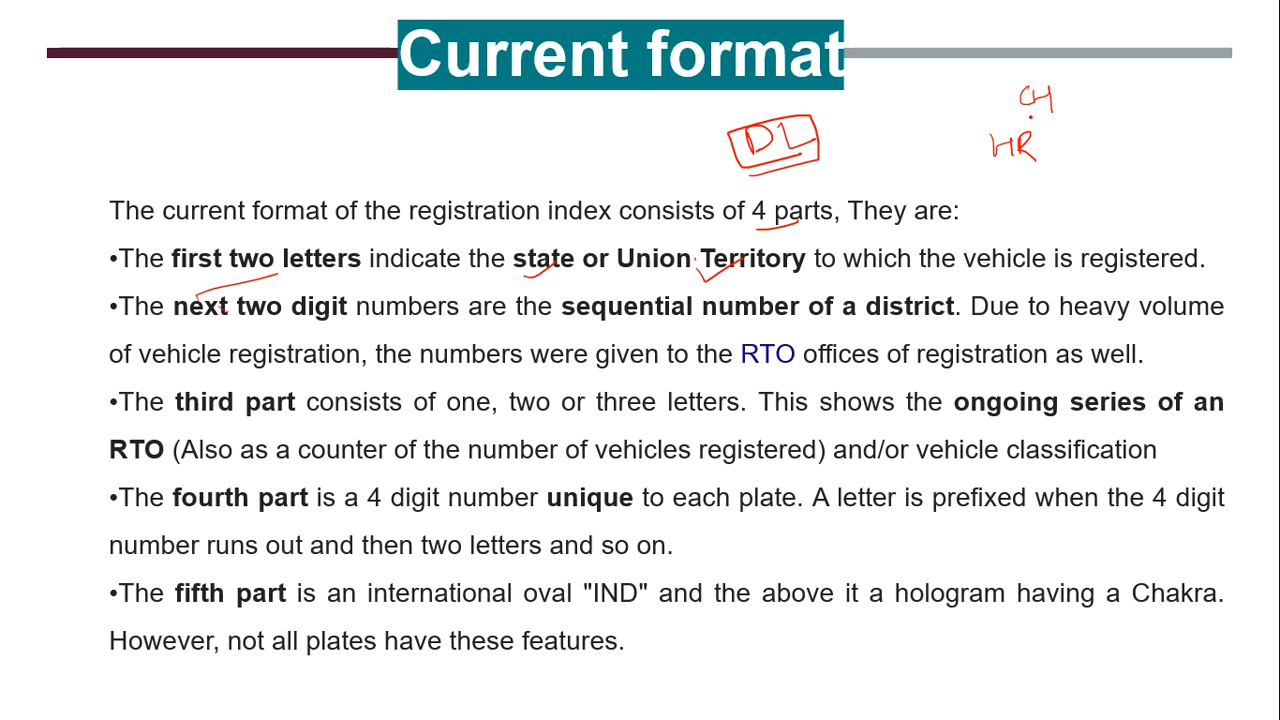 Current format
CH
DL
HR
The current format of the registration index consists of 4 parts, They are:
•The first two letters indicate the state or Union Territory to which the vehicle is registered.
•The next two digit numbers are the sequential number of a district. Due to heavy volume
of vehicle registration, the numbers were given to the RTO offices of registration as well.
•The third part consists of one, two or three letters. This shows the ongoing series of an
RTO (Also as a counter of the number of vehicles registered) and/or vehicle classification
•The fourth part is a 4 digit number unique to each plate. A letter is prefixed when the 4 digit
number runs out and then two letters and so on.
•The fifth part is an international oval "IND" and the above it a hologram having a Chakra.
However, not all plates have these features.